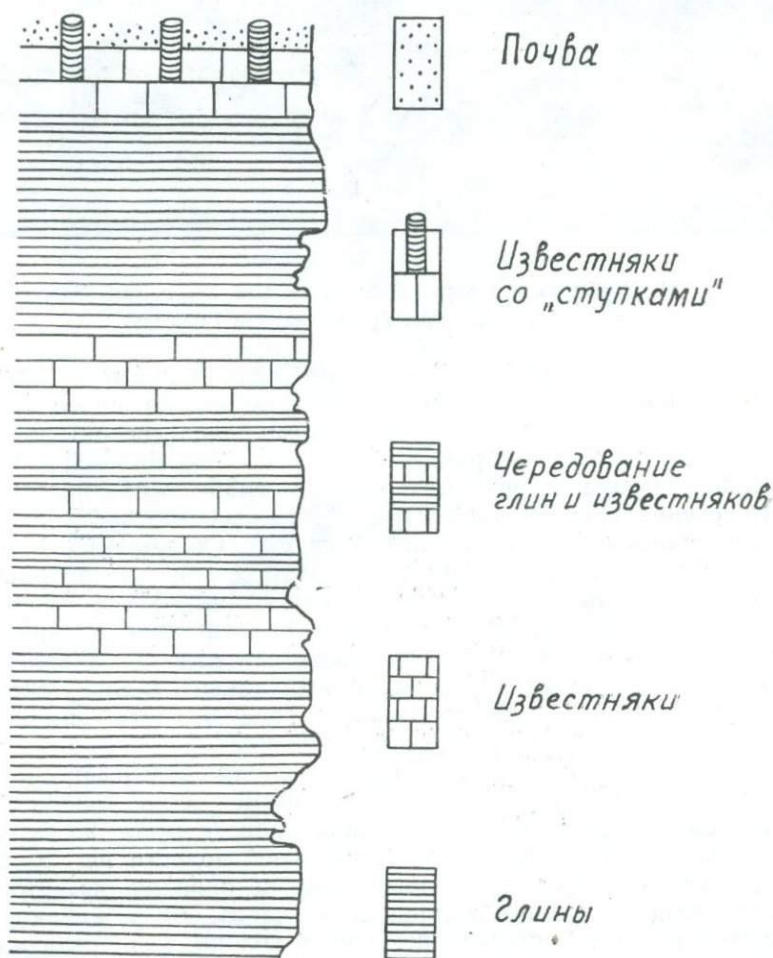 Почва
Известняки
со „ступками"
Чередование
глин и известняков
Известняки
Глины